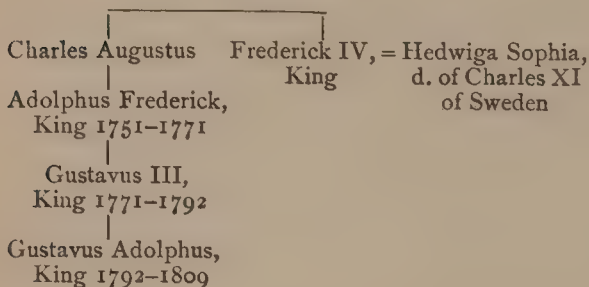 Charles Augustus Frederick IV, = Hedwiga Sophia,
King d. of Charles XI
of Sweden
Adolphus Frederick,
King 1751–1771
Gustavus III,
King 1771–1792
Gustavus Adolphus,
King 1792–1809